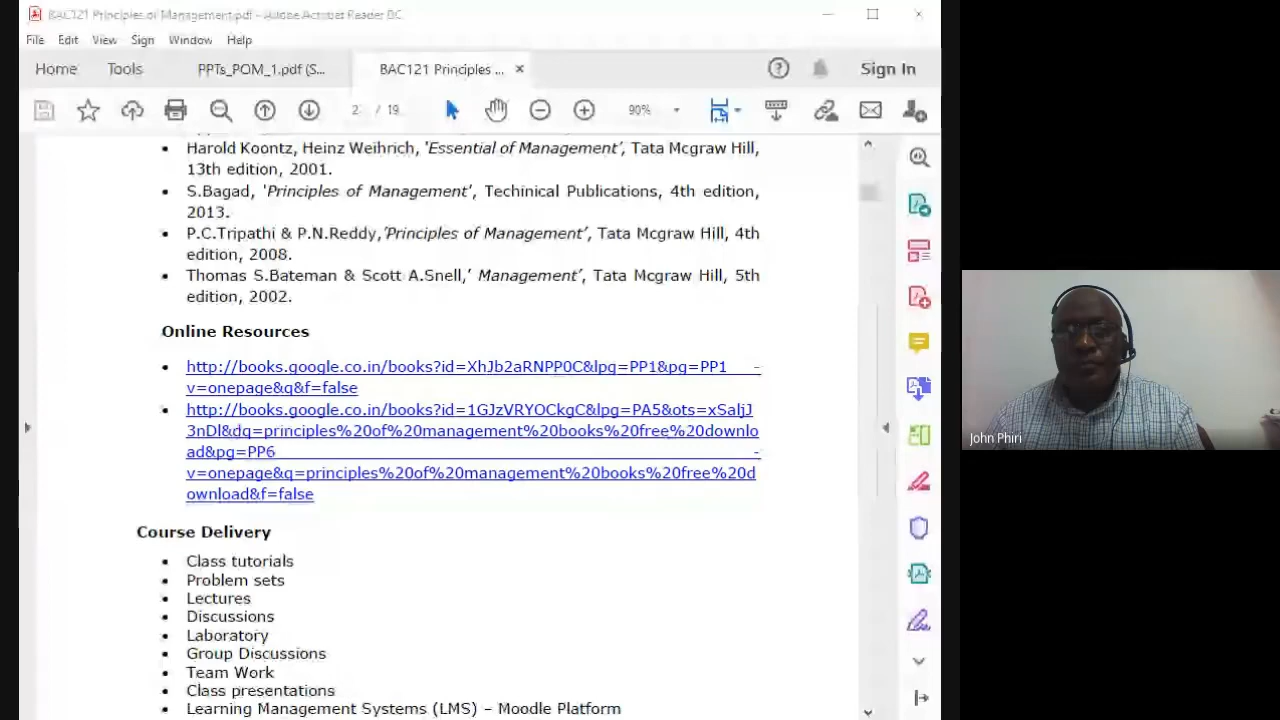 BAC121 Principles of Management.pdf - Adobe Acrobat Reader DC
File Edit View Sign Window Help
Home Tools PPTs_POM_1.pdf (S... BAC121 Principles ... × Sign In
2 / 19 90%
Harold Koontz, Heinz Weihrich, 'Essential of Management', Tata Mcgraw Hill,
13th edition, 2001.
S.Bagad, 'Principles of Management', Techinical Publications, 4th edition,
2013.
P.C.Tripathi & P.N.Reddy,'Principles of Management', Tata Mcgraw Hill, 4th
edition, 2008.
Thomas S.Bateman & Scott A.Snell,' Management', Tata Mcgraw Hill, 5th
edition, 2002.
Online Resources
http://books.google.co.in/books?id=XhJb2aRNPP0C&lpg=PP1&pg=PP1 -
v=onepage&q&f=false
http://books.google.co.in/books?id=1GJzVRYOCkgC&lpg=PA5&ots=xSaljJ
3nDl&dq=principles%20of%20management%20books%20free%20downlo
ad&pg=PP6 -
v=onepage&q=principles%20of%20management%20books%20free%20d
ownload&f=false
Course Delivery
Class tutorials
Problem sets
Lectures
Discussions
Laboratory
Group Discussions
Team Work
Class presentations
Learning Management Systems (LMS) – Moodle Platform
John Phiri